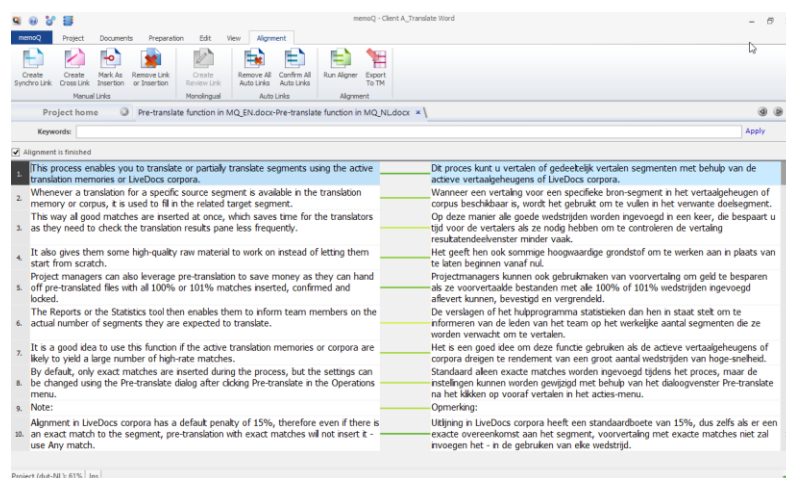 memoQ - Client A_Translate Word
memoQ Project Documents Preparation Edit View Alignment
Create Synchro Link
Create Cross Link
Mark As Insertion
Remove Link or Insertion
Create Review Link
Remove All Auto Links
Confirm All Auto Links
Run Aligner
Export To TM
Manual Links Monolingual Auto Links Alignment
Project home Pre-translate function in MQ_EN.docx-Pre-translate function in MQ_NL.docx
Keywords: Apply
Alignment is finished
1. This process enables you to translate or partially translate segments using the active
translation memories or LiveDocs corpora.
Dit proces kunt u vertalen of gedeeltelijk vertalen segmenten met behulp van de
actieve vertaalgeheugens of LiveDocs corpora.
2. Whenever a translation for a specific source segment is available in the translation
memory or corpus, it is used to fill in the related target segment.
Wanneer een vertaling voor een specifieke bron-segment in het vertaalgeheugen of
corpus beschikbaar is, wordt het gebruikt om te vullen in het verwante doelsegment.
3. This way all good matches are inserted at once, which saves time for the translators
as they need to check the translation results pane less frequently.
Op deze manier alle goede wedstrijden worden ingevoegd in een keer, die bespaart u
tijd voor de vertalers als ze nodig hebben om te controleren de vertaling
resultatendeelvenster minder vaak.
4. It also gives them some high-quality raw material to work on instead of letting them
start from scratch.
Het geeft hen ook sommige hoogwaardige grondstof om te werken aan in plaats van
te laten beginnen vanaf nul.
5. Project managers can also leverage pre-translation to save money as they can hand
off pre-translated files with all 100% or 101% matches inserted, confirmed and
locked.
Projectmanagers kunnen ook gebruikmaken van voorvertaling om geld te besparen
als ze voorvertaalde bestanden met alle 100% of 101% wedstrijden ingevoegd
aflevert kunnen, bevestigd en vergrendeld.
6. The Reports or the Statistics tool then enables them to inform team members on the
actual number of segments they are expected to translate.
De verslagen of het hulpprogramma statistieken dan hen in staat stelt om te
informeren van de leden van het team op het werkelijke aantal segmenten die ze
worden verwacht om te vertalen.
7. It is a good idea to use this function if the active translation memories or corpora are
likely to yield a large number of high-rate matches.
Het is een goed idee om deze functie gebruiken als de actieve vertaalgeheugens of
corpora dreigen te rendement van een groot aantal wedstrijden van hoge-snelheid.
8. By default, only exact matches are inserted during the process, but the settings can
be changed using the Pre-translate dialog after clicking Pre-translate in the Operations
menu.
Standaard alleen exacte matches worden ingevoegd tijdens het proces, maar de
instellingen kunnen worden gewijzigd met behulp van het dialoogvenster Pre-translate
na het klikken op vooraf vertalen in het acties-menu.
9. Note:
Opmerking:
10. Alignment in LiveDocs corpora has a default penalty of 15%, therefore even if there is
an exact match to the segment, pre-translation with exact matches will not insert it -
use Any match.
Uitlijning in LiveDocs corpora heeft een standaardboete van 15%, dus zelfs als er een
exacte overeenkomst aan het segment, voorvertaling met exacte matches niet zal
invoegen het - in de gebruiken van elke wedstrijd.
Project (dut-NL): 61% Ins